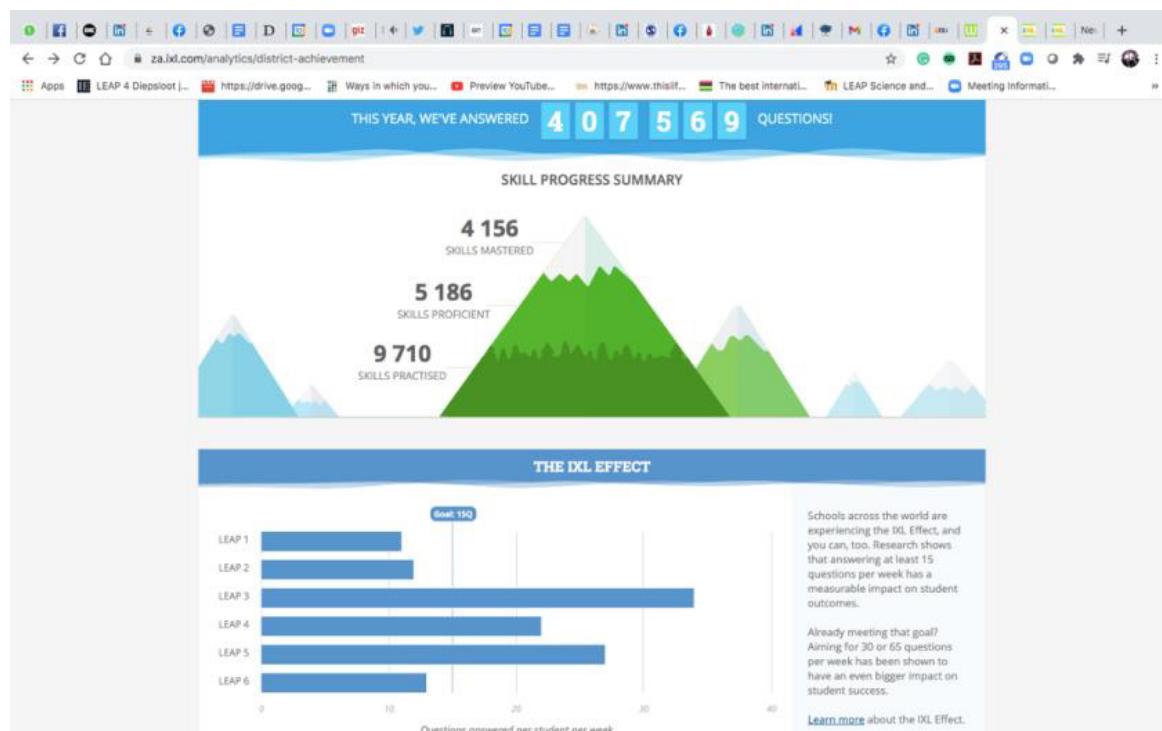 za.ixl.com/analytics/district-achievement
Apps LEAP 4 Diepsloot j... https://drive.goog... Ways in which you... Preview YouTube... https://www.thislif... The best internati... LEAP Science and... Meeting Informati... »
THIS YEAR, WE'VE ANSWERED 4 0 7 5 6 9 QUESTIONS!
SKILL PROGRESS SUMMARY
4 156
SKILLS MASTERED
5 186
SKILLS PROFICIENT
9 710
SKILLS PRACTISED
THE IXL EFFECT
Goal: 15Q
LEAP 1
LEAP 2
LEAP 3
LEAP 4
LEAP 5
LEAP 6
0 10 20 30 40
Questions answered per student per week
Schools across the world are
experiencing the IXL Effect, and
you can, too. Research shows
that answering at least 15
questions per week has a
measurable impact on student
outcomes.
Already meeting that goal?
Aiming for 30 or 65 questions
per week has been shown to
have an even bigger impact on
student success.
Learn more about the IXL Effect.